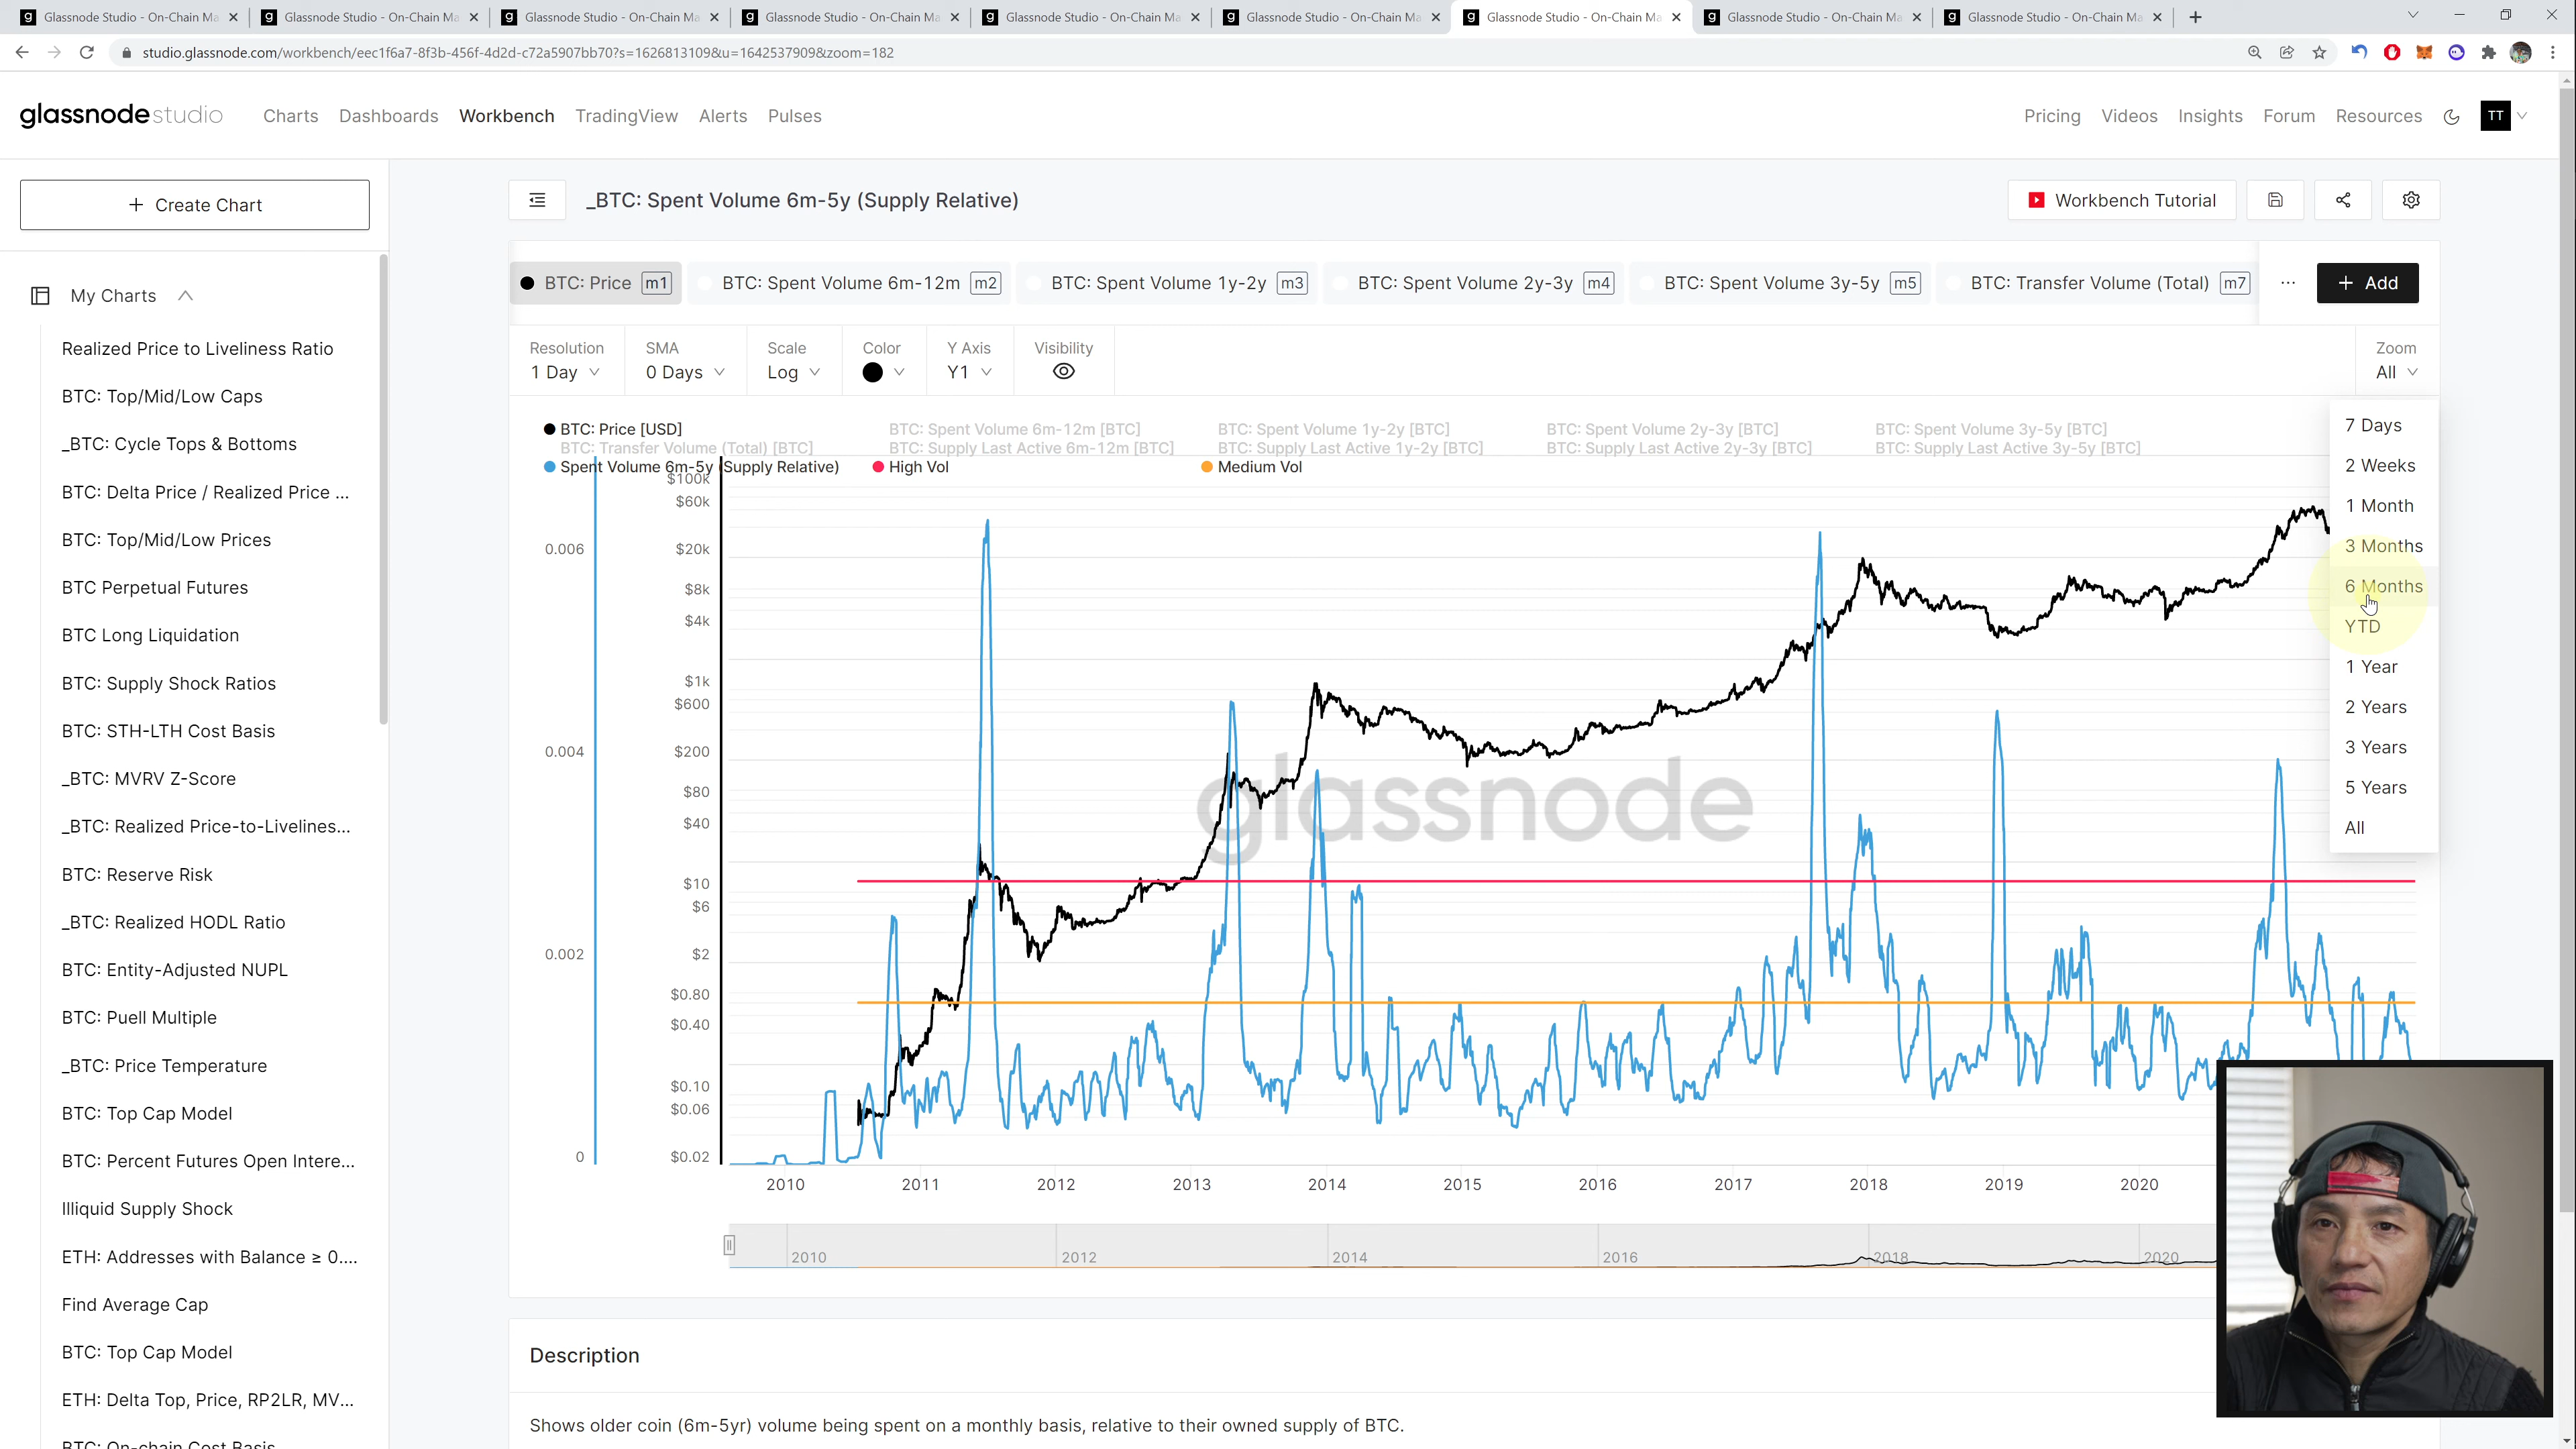 Glassnode Studio - On-Chain Ma
Glassnode Studio - On-Chain Ma
Glassnode Studio - On-Chain Ma
Glassnode Studio - On-Chain Ma
Glassnode Studio - On-Chain Ma
Glassnode Studio - On-Chain Ma
Glassnode Studio - On-Chain Ma
Glassnode Studio - On-Chain Ma
Glassnode Studio - On-Chain Ma
studio.glassnode.com/workbench/eec1f6a7-8f3b-456f-4d2d-c72a5907bb70?s=1626813109&u=1642537909&zoom=182
glassnodestudio Charts Dashboards Workbench TradingView Alerts Pulses Pricing Videos Insights Forum Resources TT
+ Create Chart
_BTC: Spent Volume 6m-5y (Supply Relative)
Workbench Tutorial
My Charts
Realized Price to Liveliness Ratio
BTC: Top/Mid/Low Caps
_BTC: Cycle Tops & Bottoms
BTC: Delta Price / Realized Price ...
BTC: Top/Mid/Low Prices
BTC Perpetual Futures
BTC Long Liquidation
BTC: Supply Shock Ratios
BTC: STH-LTH Cost Basis
_BTC: MVRV Z-Score
_BTC: Realized Price-to-Livelines...
BTC: Reserve Risk
_BTC: Realized HODL Ratio
BTC: Entity-Adjusted NUPL
BTC: Puell Multiple
_BTC: Price Temperature
BTC: Top Cap Model
BTC: Percent Futures Open Intere...
Illiquid Supply Shock
ETH: Addresses with Balance ≥ 0....
Find Average Cap
BTC: Top Cap Model
ETH: Delta Top, Price, RP2LR, MV...
BTC: On-chain Cost Basis
BTC: Price m1 BTC: Spent Volume 6m-12m m2 BTC: Spent Volume 1y-2y m3 BTC: Spent Volume 2y-3y m4 BTC: Spent Volume 3y-5y m5 BTC: Transfer Volume (Total) m7 ... + Add
Resolution SMA Scale Color Y Axis Visibility Zoom
1 Day 0 Days Log Y1 All
BTC: Price [USD] BTC: Spent Volume 6m-12m [BTC] BTC: Spent Volume 1y-2y [BTC] BTC: Spent Volume 2y-3y [BTC] BTC: Spent Volume 3y-5y [BTC]
BTC: Transfer Volume (Total) [BTC] BTC: Supply Last Active 6m-12m [BTC] BTC: Supply Last Active 1y-2y [BTC] BTC: Supply Last Active 2y-3y [BTC] BTC: Supply Last Active 3y-5y [BTC]
Spent Volume 6m-5y (Supply Relative) High Vol Medium Vol
7 Days
2 Weeks
1 Month
3 Months
6 Months
YTD
1 Year
2 Years
3 Years
5 Years
All
0.006
0.004
0.002
0
$100k
$60k
$20k
$8k
$4k
$1k
$600
$200
$80
$40
$10
$6
$2
$0.80
$0.40
$0.10
$0.06
$0.02
glassnode
2010 2011 2012 2013 2014 2015 2016 2017 2018 2019 2020
2010 2012 2014 2016 2018 2020
Description
Shows older coin (6m-5yr) volume being spent on a monthly basis, relative to their owned supply of BTC.